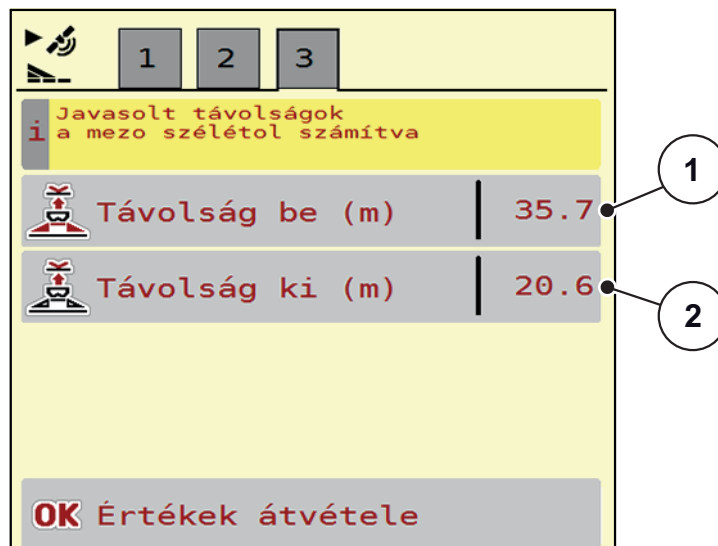 1 2 3
i Javasolt távolságok
a mezo szélétol számítva
Távolság be (m) 35.7
1
Távolság ki (m) 20.6
2
OK Értékek átvétele